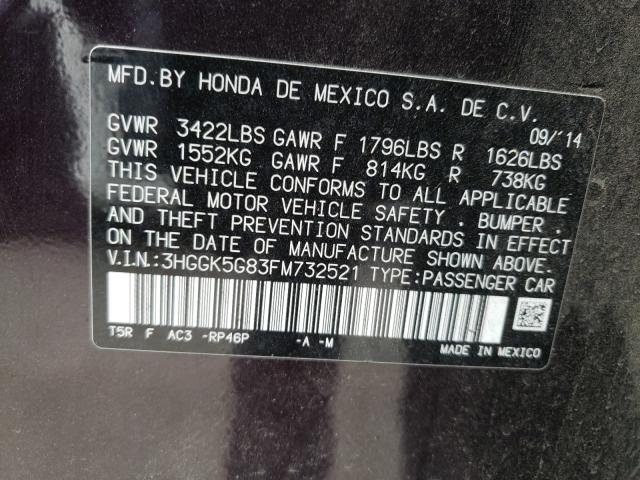 MFD.BY HONDA DE MEXICO S.A. DE C.V.
09/'14
GVWR 3422LBS GAWR F 1796LBS R 1626LBS
GVWR 1552KG GAWR F 814KG R 738KG
THIS VEHICLE CONFORMS TO ALL APPLICABLE
FEDERAL MOTOR VEHICLE SAFETY , BUMPER ,
AND THEFT PREVENTION STANDARDS IN EFFECT
ON THE DATE OF MANUFACTURE SHOWN ABOVE.
V.I.N.:3HGGK5G83FM732521 TYPE:PASSENGER CAR
T5R F AC3 -RP46P -A -M
MADE IN MEXICO